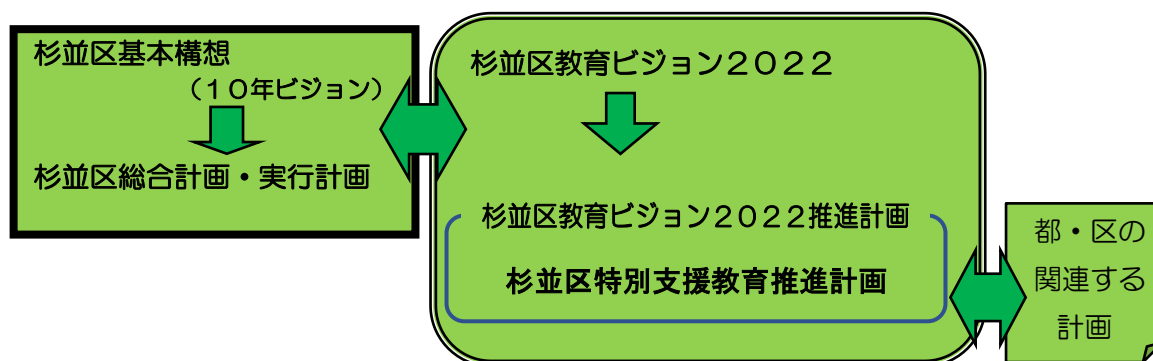 杉並区基本構想
（１０年ビジョン）
杉並区総合計画・実行計画
杉並区教育ビジョン２０２２
杉並区教育ビジョン２０２２推進計画
杉並区特別支援教育推進計画
都・区の
関連する
計画